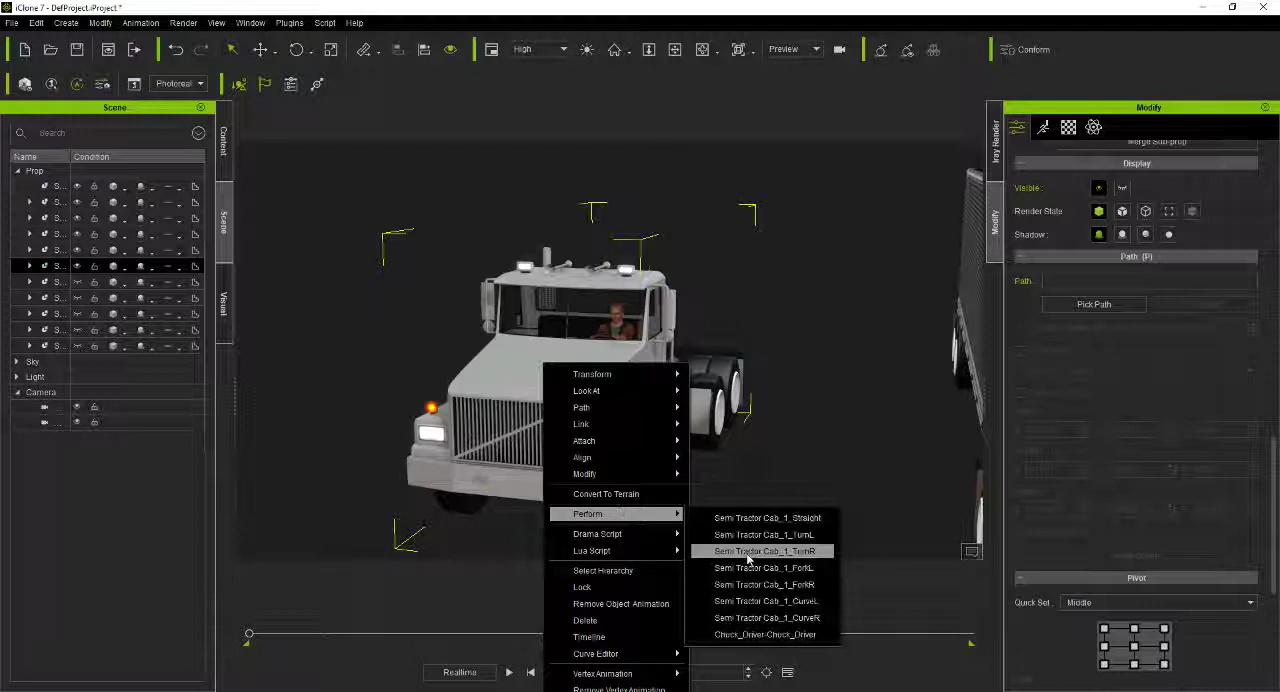 iClone 7 - DefProject.iProject *
File Edit Create Modify Animation Render View Window Plugins Script Help
High
Preview
Conform
Photoreal
Scene
Search
Name Condition
Prop
S...
S...
S...
S...
S...
S...
S...
S...
S...
S...
S...
Sky
Light
Camera
...
...
Content
Scene
Visual
Transform
Look At
Path
Link
Attach
Align
Modify
Convert To Terrain
Perform
Drama Script
Lua Script
Select Hierarchy
Lock
Remove Object Animation
Delete
Timeline
Curve Editor
Vertex Animation
Remove Vertex Animation
Semi Tractor Cab_1_Straight
Semi Tractor Cab_1_TurnL
Semi Tractor Cab_1_TurnR
Semi Tractor Cab_1_ForkL
Semi Tractor Cab_1_ForkR
Semi Tractor Cab_1_CurveL
Semi Tractor Cab_1_CurveR
Chuck_Driver-Chuck_Driver
Realtime
Iray Render
Modify
Modify
Merge Sub-prop
Display
Visible :
Render State
Shadow :
Path (P)
Path
Pick Path
Pivot
Quick Set : Middle